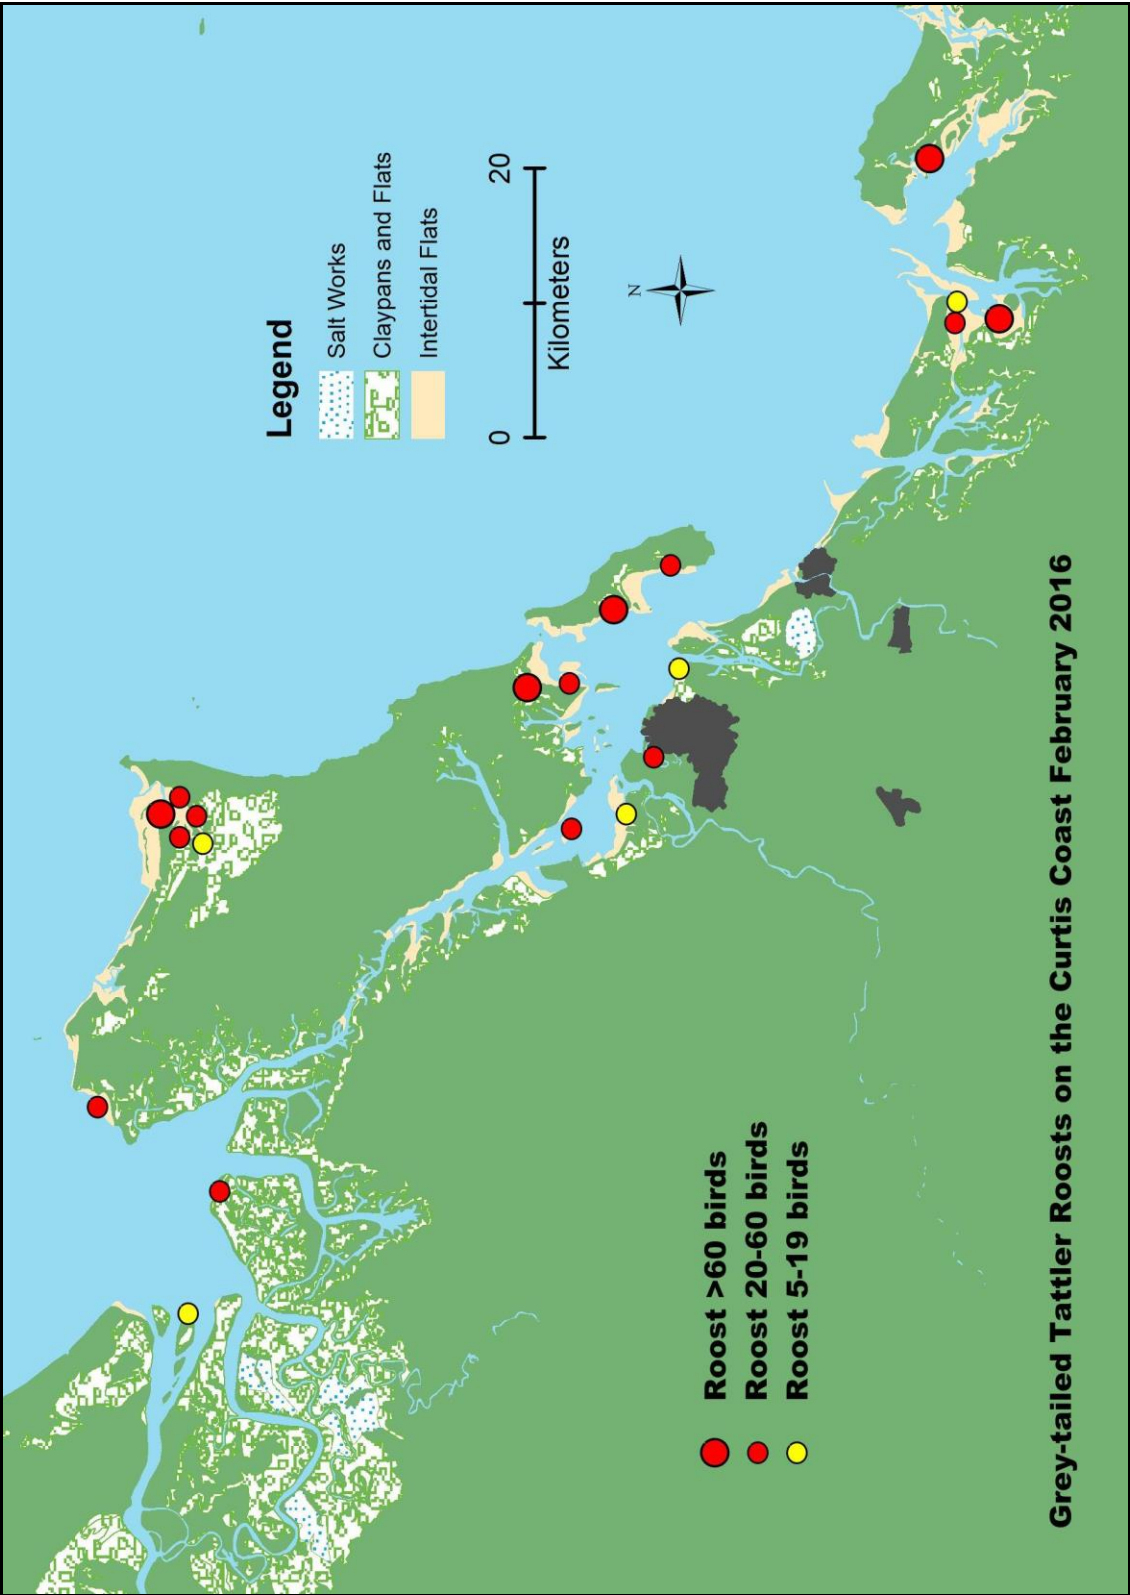 Legend
Salt Works
Claypans and Flats
Intertidal Flats
0 20
Kilometers
N
Roost >60 birds
Roost 20-60 birds
Roost 5-19 birds
Grey-tailed Tattler Roosts on the Curtis Coast February 2016